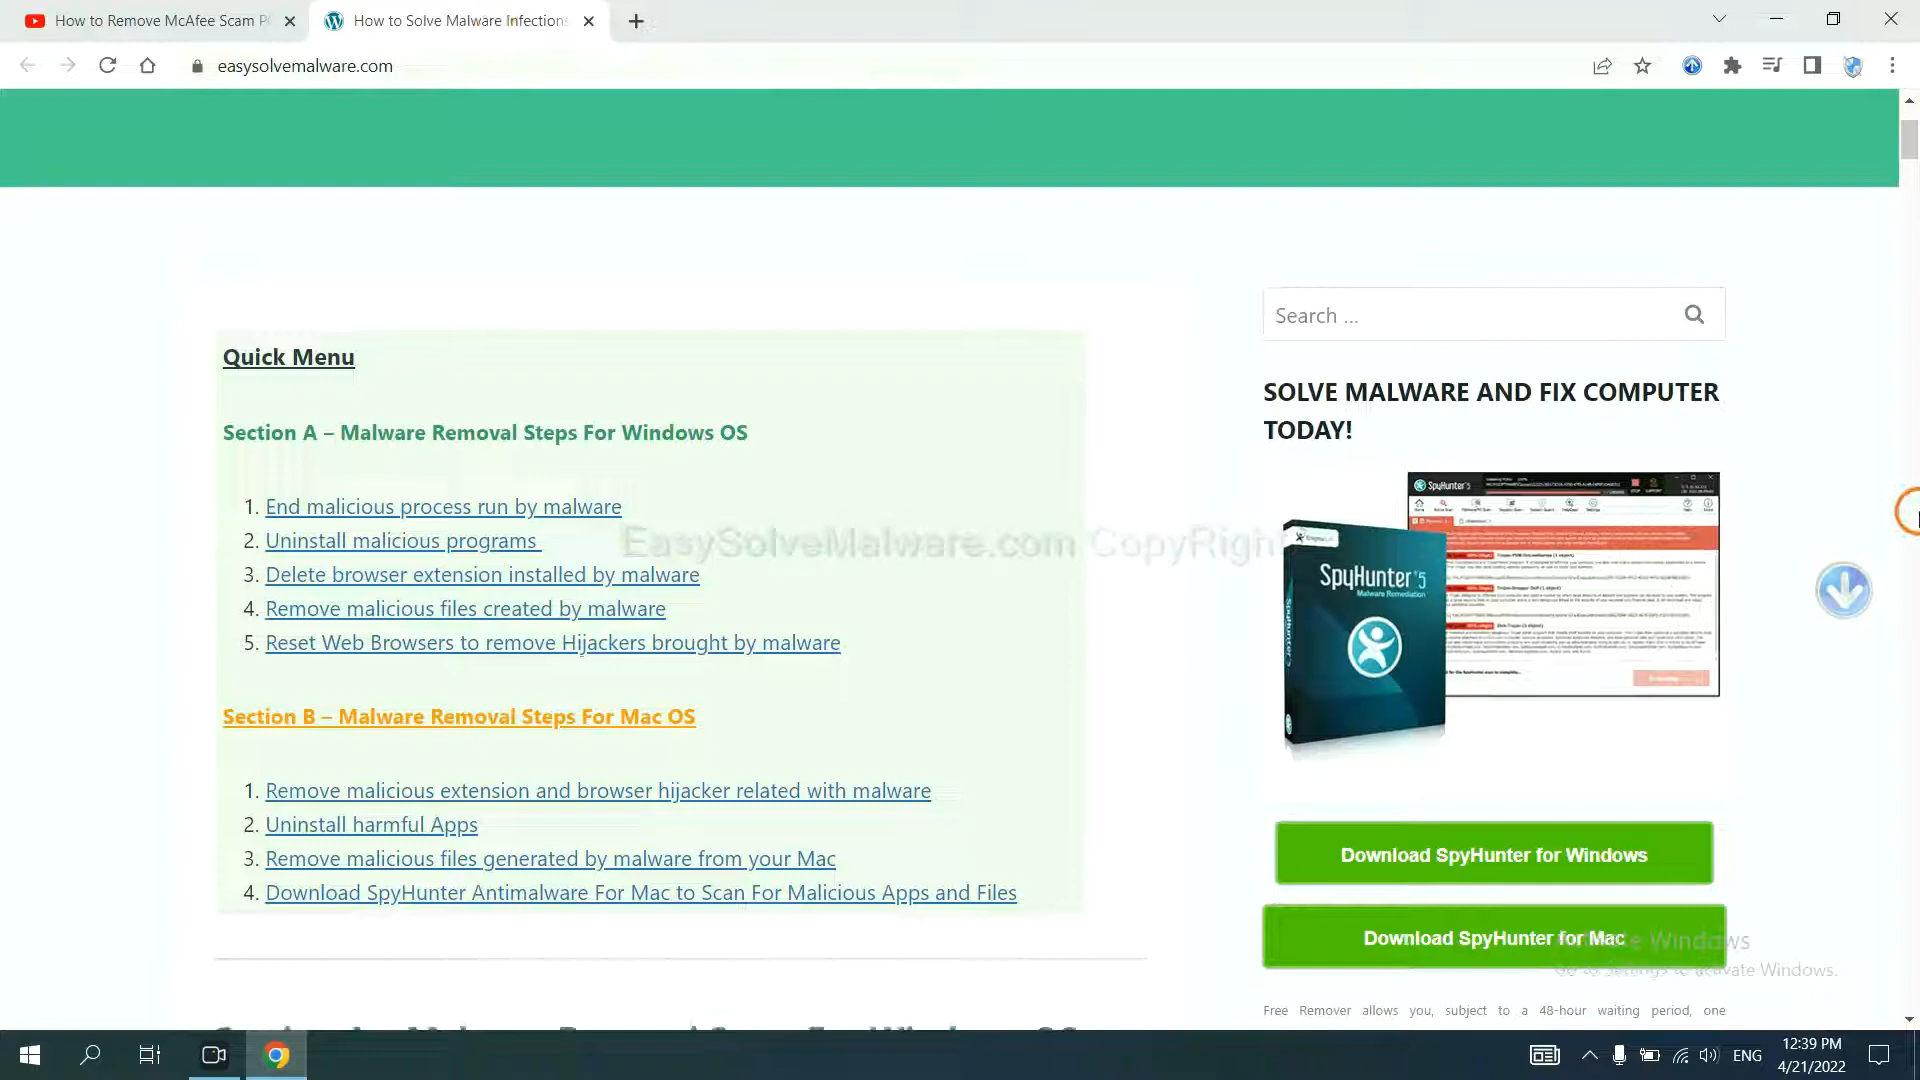 How to Remove McAfee Scam P
How to Solve Malware Infections
easysolvemalware.com
Quick Menu
Section A – Malware Removal Steps For Windows OS
1. End malicious process run by malware
2. Uninstall malicious programs
3. Delete browser extension installed by malware
4. Remove malicious files created by malware
5. Reset Web Browsers to remove Hijackers brought by malware
Section B – Malware Removal Steps For Mac OS
1. Remove malicious extension and browser hijacker related with malware
2. Uninstall harmful Apps
3. Remove malicious files generated by malware from your Mac
4. Download SpyHunter Antimalware For Mac to Scan For Malicious Apps and Files
EasySolveMalware.com CopyRight
Search ...
SOLVE MALWARE AND FIX COMPUTER
TODAY!
SpyHunter 5
SpyHunter 5
Malware Remediation
Download SpyHunter for Windows
Download SpyHunter for Mac
Activate Windows
Go to Settings to activate Windows.
Free Remover allows you, subject to a 48-hour waiting period, one
ENG
12:39 PM
4/21/2022